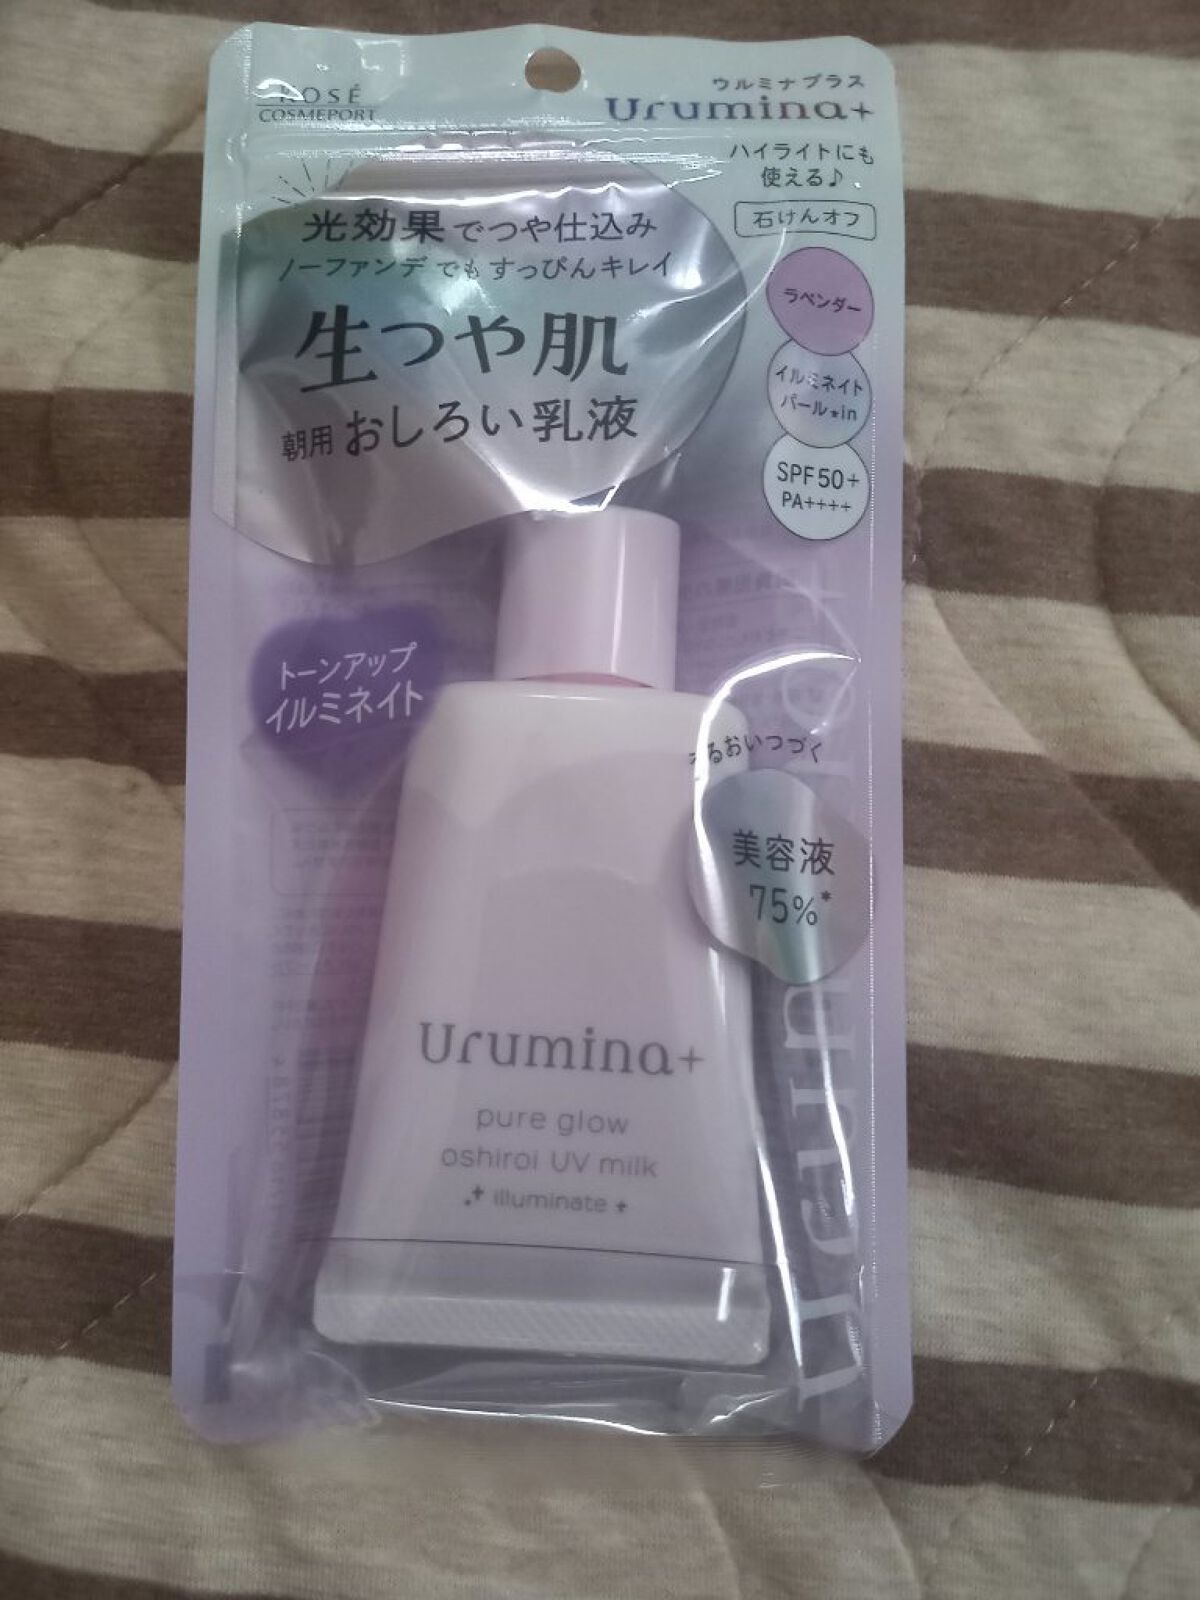 KOSÉ
COSMEPORT
ウルミナプラス
Urumina+
ハイライトにも
使える♪
石けんオフ
光効果でつや仕込み
ノーファンデでもすっぴんキレイ
生つや肌
朝用 おしろい乳液
ラベンダー
イルミネイト
パール*in
SPF50+
PA++++
トーンアップ
イルミネイト
うるおいつづく
美容液
75%*
Urumina+
pure glow
oshiroi UV milk
illuminate